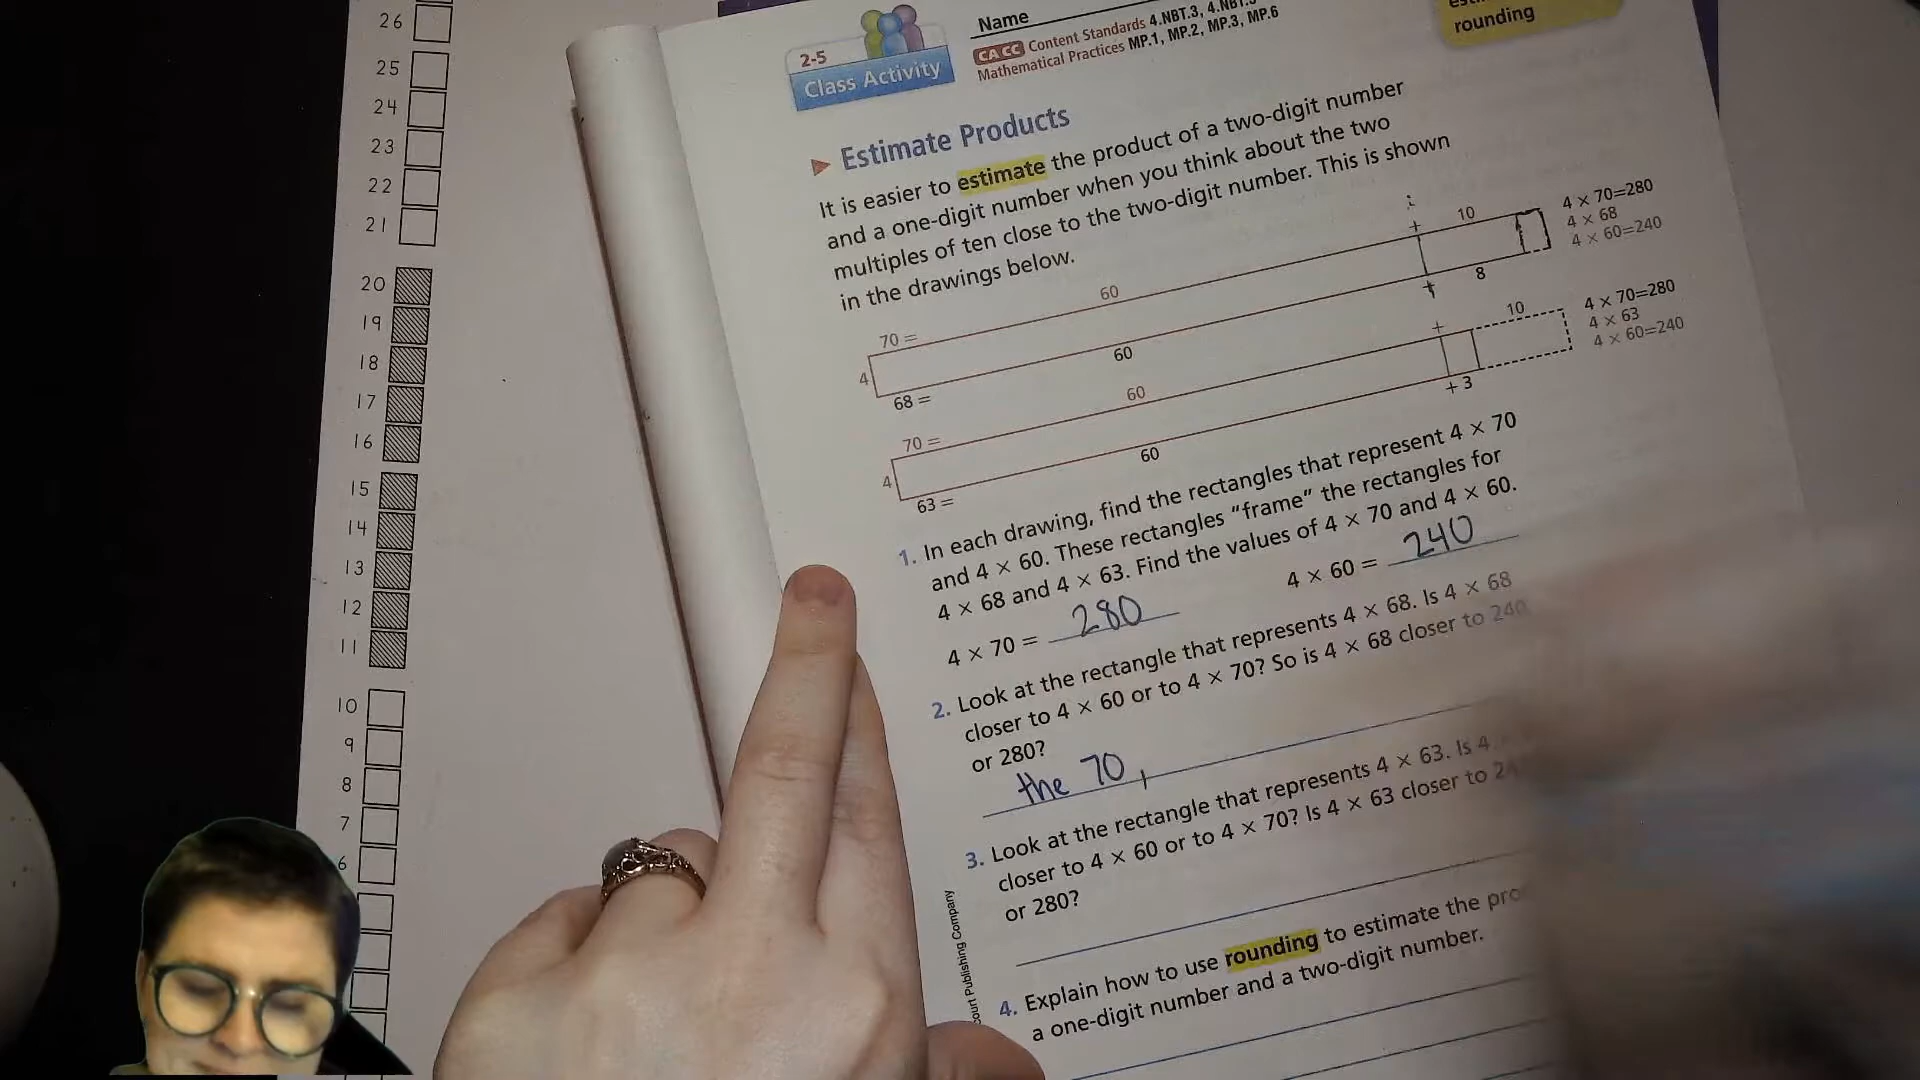 26
25
24
23
22
21
20
19
18
17
16
15
14
13
12
11
10
9
8
7
6
2-5
Class Activity
Name
CA CC Content Standards 4.NBT.3,
Mathematical Practices MP.1, MP.2, MP.3, MP.6
rounding
Estimate Products
It is easier to estimate the product of a two-digit number
and a one-digit number when you think about the two
multiples of ten close to the two-digit number. This is shown
in the drawings below.
70 = 60 + 10
4
68 = 60 + 8
4 × 70=280
4 × 68
4 × 60=240
70 = 60 + 10
4
63 = 60 + 3
4 × 70=280
4 × 63
4 × 60=240
1. In each drawing, find the rectangles that represent 4 × 70
and 4 × 60. These rectangles “frame” the rectangles for
4 × 68 and 4 × 63. Find the values of 4 × 70 and 4 × 60.
4 × 70 = 280 4 × 60 = 240
2. Look at the rectangle that represents 4 × 68. Is 4 × 68
closer to 4 × 60 or to 4 × 70? So is 4 × 68 closer to 240
or 280?
the 70,
3. Look at the rectangle that represents 4 × 63. Is 4
closer to 4 × 60 or to 4 × 70? Is 4 × 63 closer to
or 280?
4. Explain how to use rounding to estimate the
a one-digit number and a two-digit number.
Publishing Company